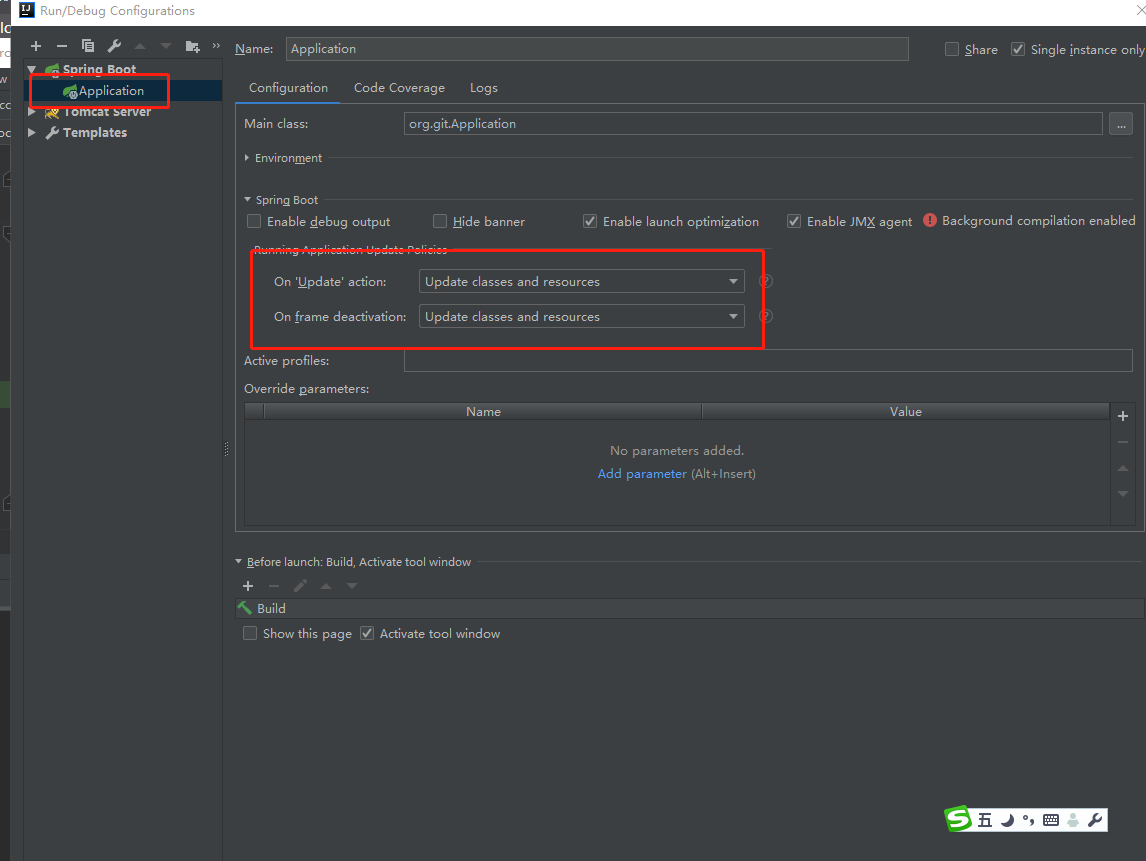 Run/Debug Configurations
Name: Application Share Single instance only
Spring Boot
Application
Tomcat Server
Templates
Configuration Code Coverage Logs
Main class: org.git.Application ...
Environment
Spring Boot
Enable debug output Hide banner Enable launch optimization Enable JMX agent Background compilation enabled
Running Application Update Policies
On 'Update' action: Update classes and resources ?
On frame deactivation: Update classes and resources ?
Active profiles:
Override parameters:
Name Value
No parameters added.
Add parameter (Alt+Insert)
Before launch: Build, Activate tool window
Build
Show this page Activate tool window
五